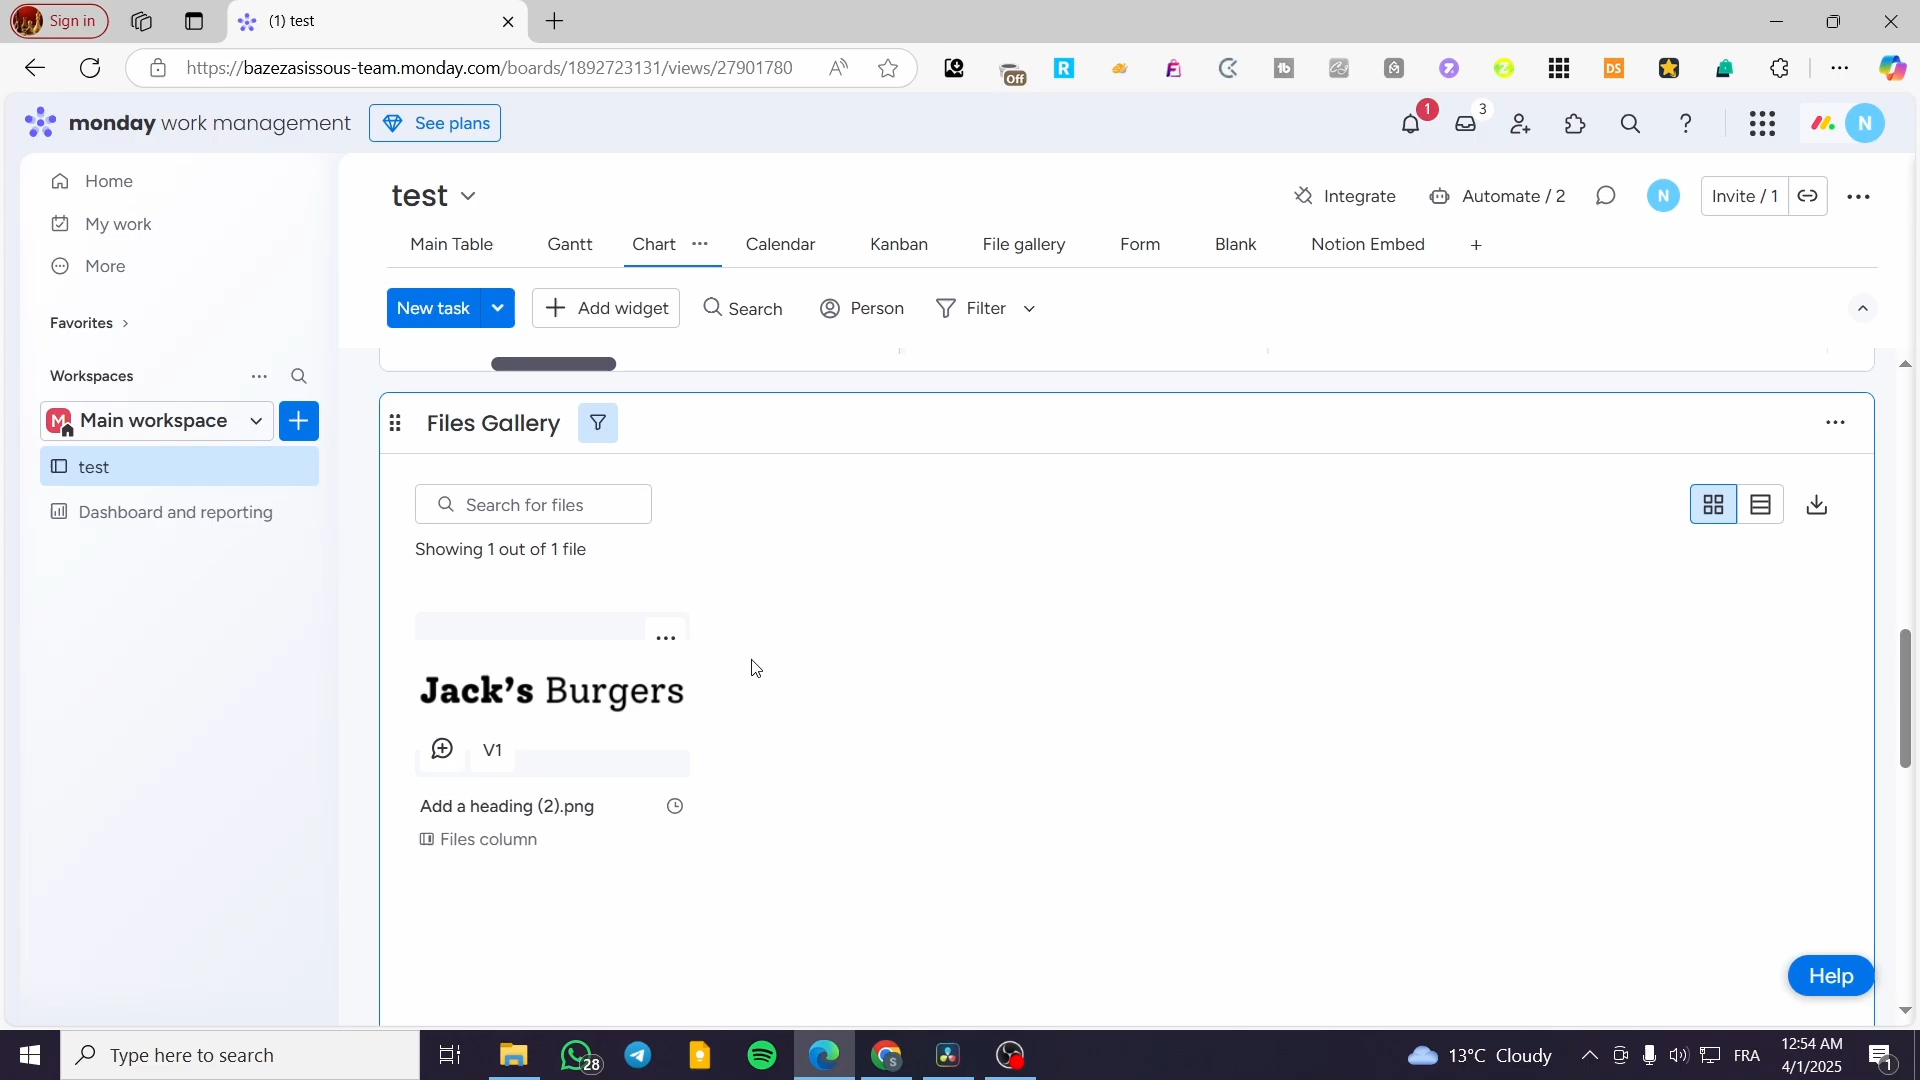 Sign in
(1) test
https://bazezasissous-team.monday.com/boards/1892723131/views/27901780
Off
monday work management
See plans
1
3
N
Home
My work
More
Favorites
Workspaces
M
Main workspace
test
Dashboard and reporting
test
Integrate
Automate / 2
N
Invite / 1
Main Table
Gantt
Chart
Calendar
Kanban
File gallery
Form
Blank
Notion Embed
New task
Add widget
Search
Person
Filter
Files Gallery
Search for files
Showing 1 out of 1 file
Jack's Burgers
V1
Add a heading (2).png
Files column
Help
Type here to search
28
13°C Cloudy
FRA
12:54 AM
4/1/2025
1